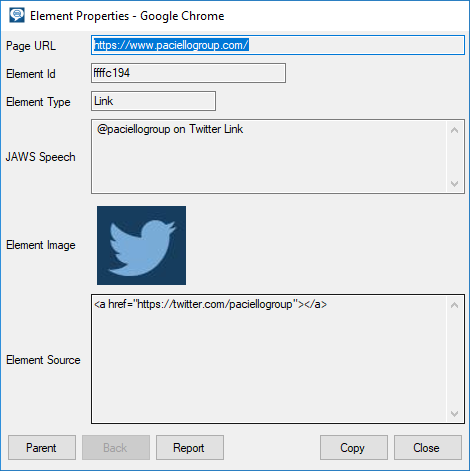 Element Properties - Google Chrome
Page URL https://www.paciellogroup.com/
Element Id ffffc194
Element Type Link
JAWS Speech @paciellogroup on Twitter Link
Element Image
Element Source <a href="https://twitter.com/paciellogroup"></a>
Parent Back Report Copy Close